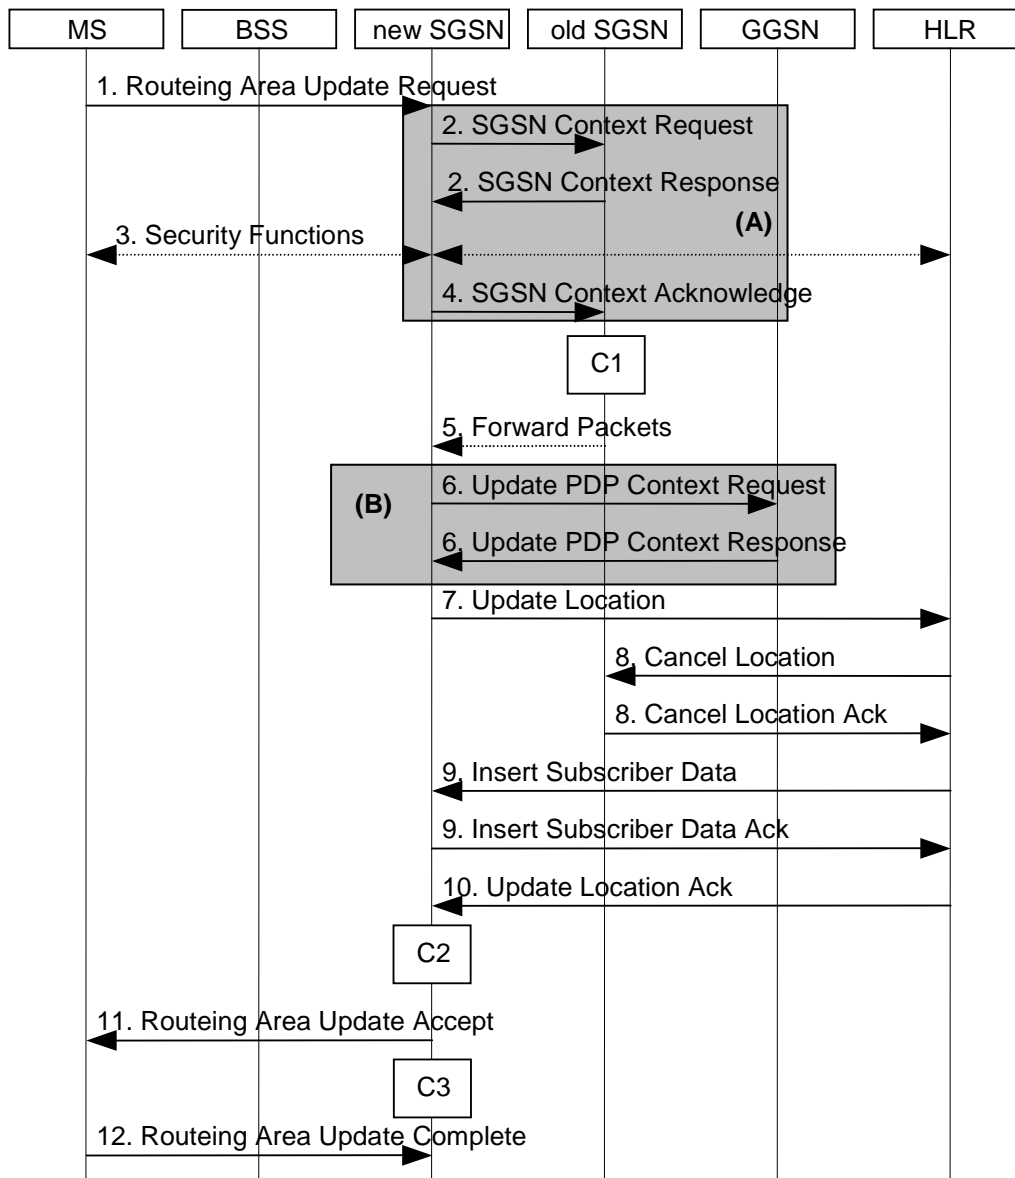 MS
BSS
new SGSN
old SGSN
GGSN
HLR
1. Routeing Area Update Request
2. SGSN Context Request
2. SGSN Context Response
(A)
3. Security Functions
4. SGSN Context Acknowledge
C1
5. Forward Packets
6. Update PDP Context Request
(B)
6. Update PDP Context Response
7. Update Location
8. Cancel Location
8. Cancel Location Ack
9. Insert Subscriber Data
9. Insert Subscriber Data Ack
10. Update Location Ack
C2
11. Routeing Area Update Accept
C3
12. Routeing Area Update Complete